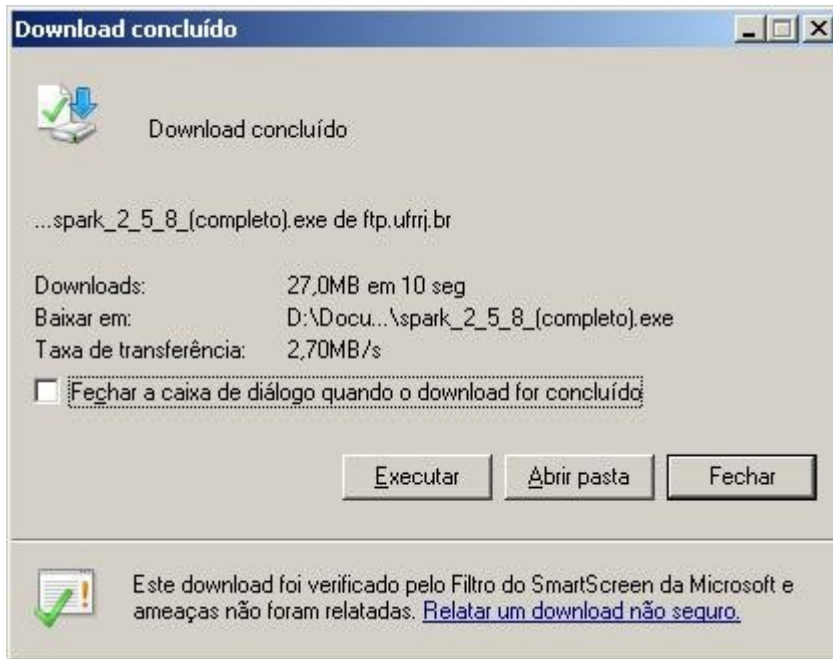 Download concluído
Download concluído
...spark_2_5_8_(completo).exe de ftp.ufrrj.br
Downloads: 27,0MB em 10 seg
Baixar em: D:\Docu...\spark_2_5_8_(completo).exe
Taxa de transferência: 2,70MB/s
Fechar a caixa de diálogo quando o download for concluído
Executar Abrir pasta Fechar
Este download foi verificado pelo Filtro do SmartScreen da Microsoft e
ameaças não foram relatadas. Relatar um download não seguro.